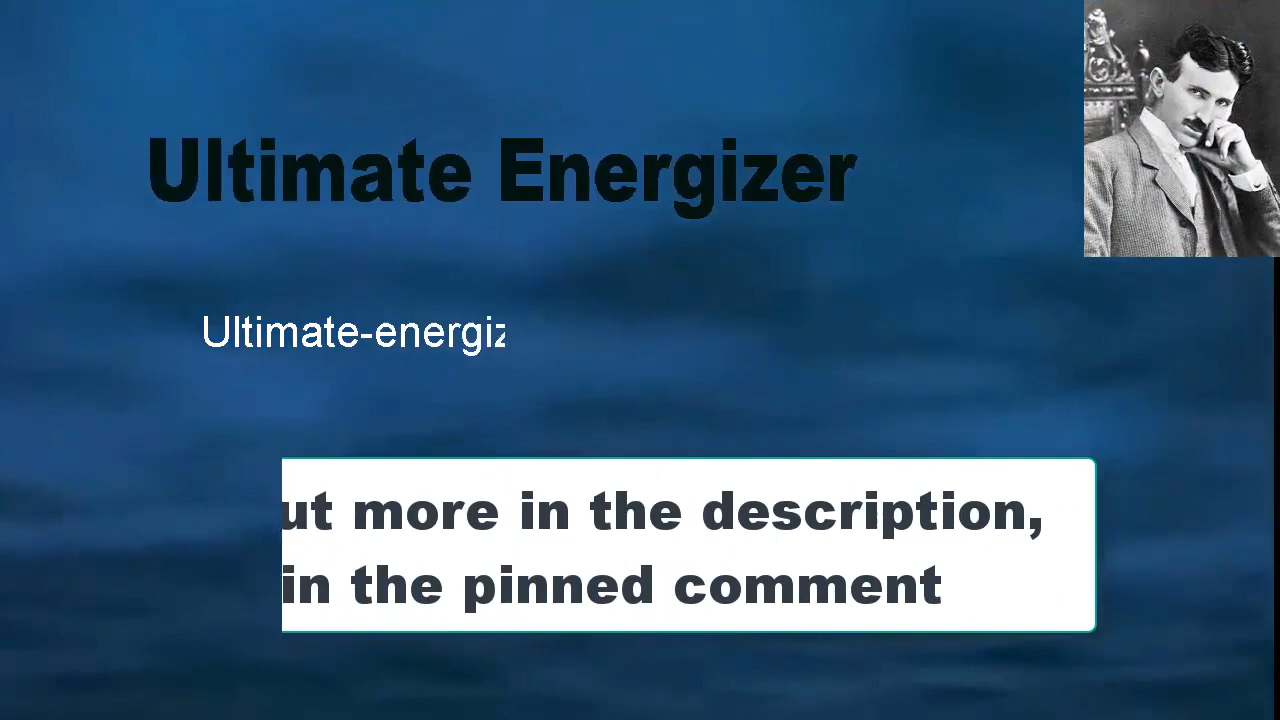 Ultimate Energizer
Ultimate-energiz
ut more in the description,
in the pinned comment